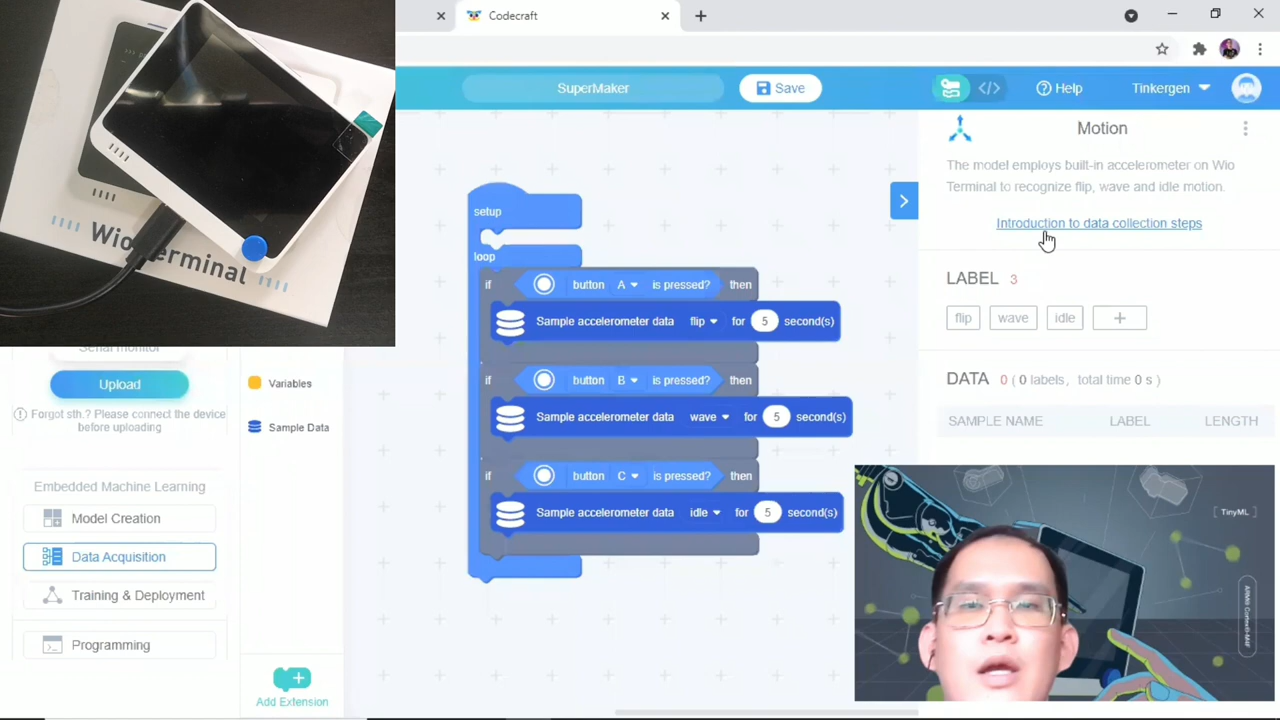 Codecraft
SuperMaker
Save
</>
Help
Tinkergen
Wio Terminal
Motion
The model employs built-in accelerometer on Wio
Terminal to recognize flip, wave and idle motion.
Introduction to data collection steps
LABEL 3
flip
wave
idle
DATA 0 ( 0 labels, total time 0 s )
SAMPLE NAME LABEL LENGTH
setup
loop
if button A is pressed? then
Sample accelerometer data flip for 5 second(s)
if button B is pressed? then
Sample accelerometer data wave for 5 second(s)
if button C is pressed? then
Sample accelerometer data idle for 5 second(s)
Serial monitor
Upload
Forgot sth.? Please connect the device
before uploading
Embedded Machine Learning
Model Creation
Data Acquisition
Training & Deployment
Programming
Variables
Sample Data
Add Extension
[ TinyML ]